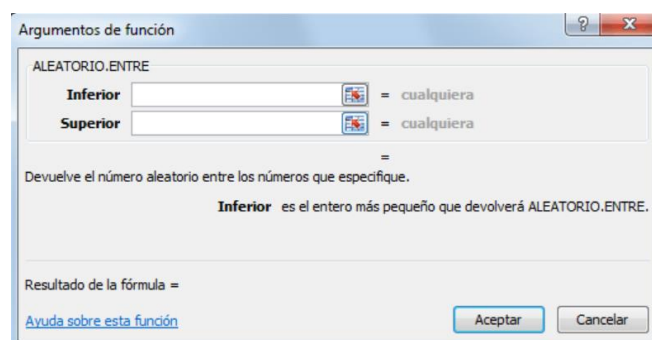 Argumentos de función
ALEATORIO.ENTRE
Inferior = cualquiera
Superior = cualquiera
=
Devuelve el número aleatorio entre los números que especifique.
Inferior es el entero más pequeño que devolverá ALEATORIO.ENTRE.
Resultado de la fórmula =
Ayuda sobre esta función Aceptar Cancelar